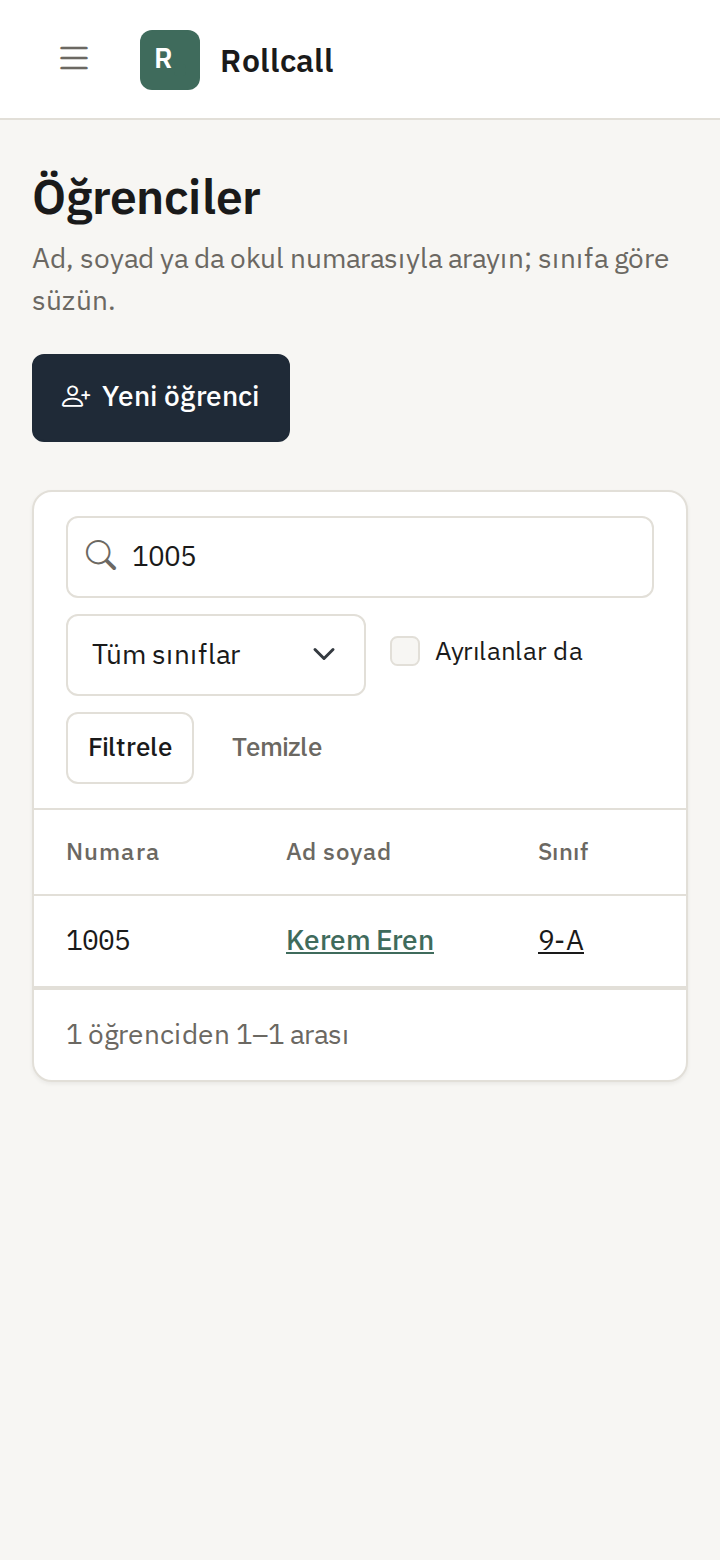 R Rollcall
Öğrenciler
Ad, soyad ya da okul numarasıyla arayın; sınıfa göre
süzün.
Yeni öğrenci
1005
Tüm sınıflar Ayrılanlar da
Filtrele Temizle
Numara Ad soyad Sınıf
1005 Kerem Eren 9-A
1 öğrenciden 1–1 arası